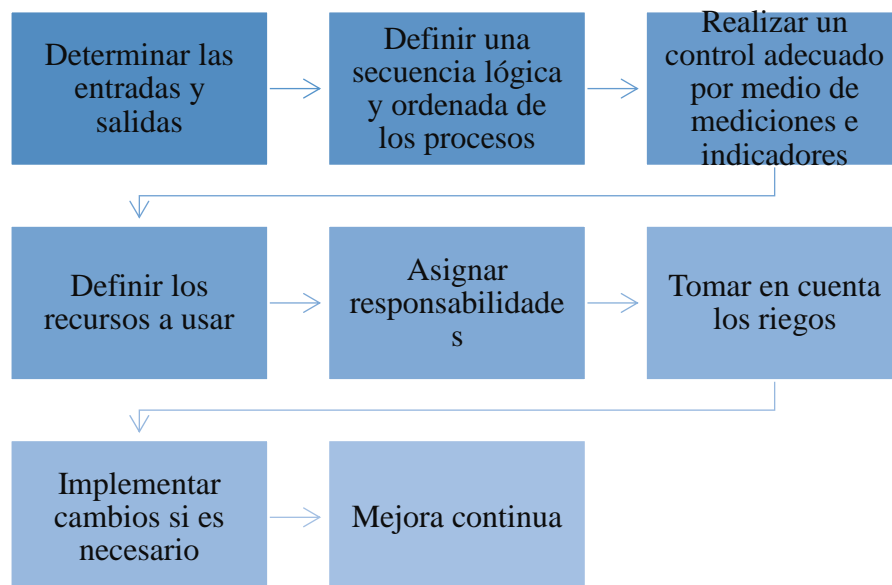 Determinar las
entradas y
salidas
Definir una
secuencia lógica
y ordenada de
los procesos
Realizar un
control adecuado
por medio de
mediciones e
indicadores
Definir los
recursos a usar
Asignar
responsabilidade
s
Tomar en cuenta
los riegos
Implementar
cambios si es
necesario
Mejora continua